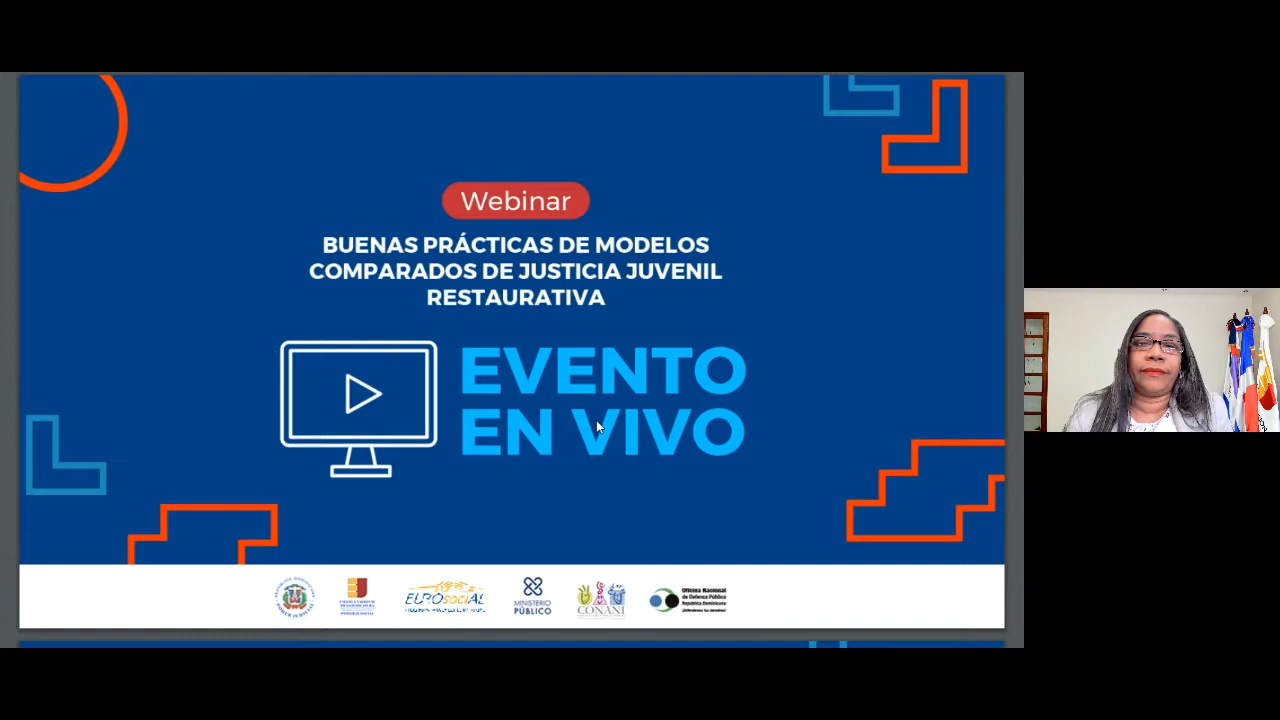 Webinar
BUENAS PRÁCTICAS DE MODELOS
COMPARADOS DE JUSTICIA JUVENIL
RESTAURATIVA
EVENTO
EN VIVO
EUROsociAL
MINISTERIO
PÚBLICO
CONANI
Oficina Nacional
de Defensa Pública
República Dominicana